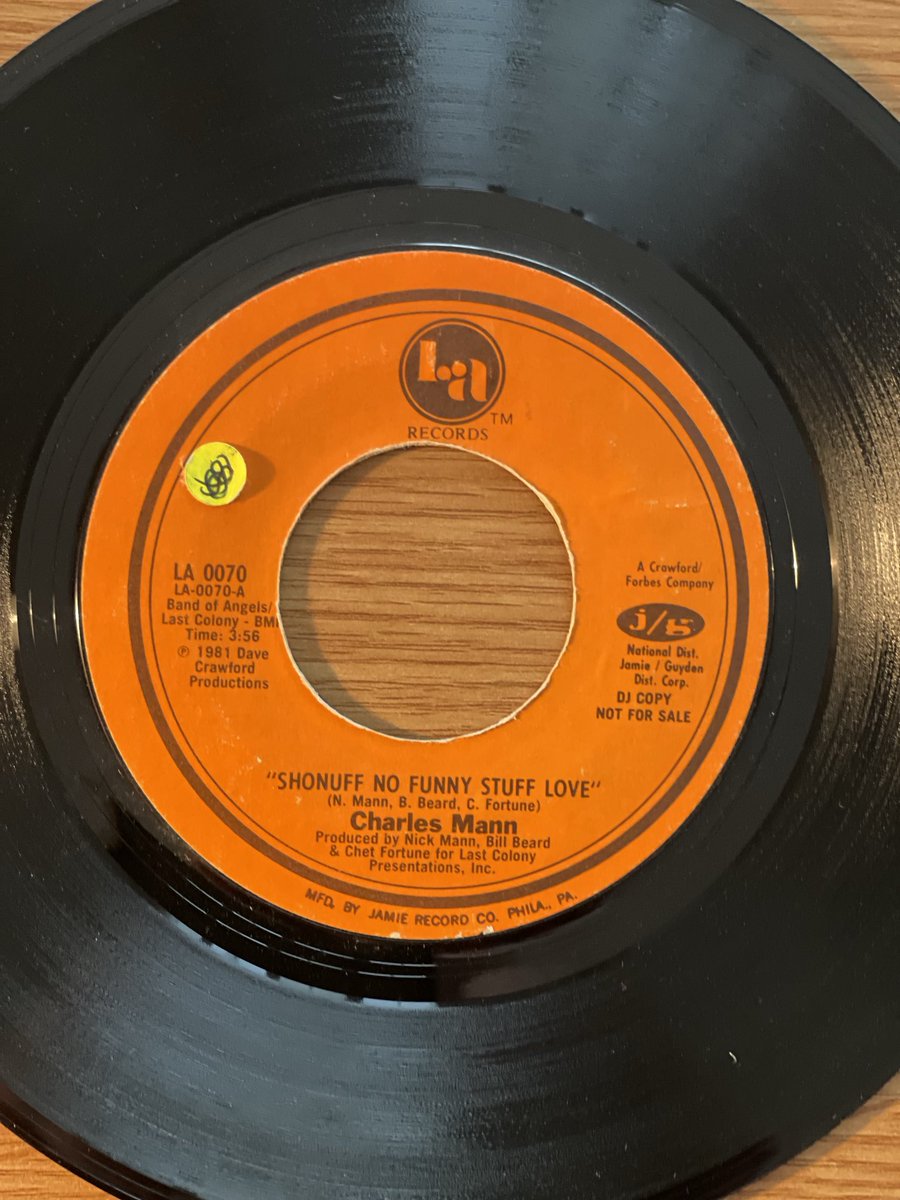 L.A
TM
RECORDS
LA 0070
LA-0070-A
Band of Angels/
Last Colony - BMI
Time: 3:56
℗ 1981 Dave
Crawford
Productions
A Crawford/
Forbes Company
j/g
National Dist.
Jamie / Guyden
Dist. Corp.
DJ COPY
NOT FOR SALE
"SHONUFF NO FUNNY STUFF LOVE"
(N. Mann, B. Beard, C. Fortune)
Charles Mann
Produced by Nick Mann, Bill Beard
& Chet Fortune for Last Colony
Presentations, Inc.
MFD. BY JAMIE RECORD CO. PHILA., PA.